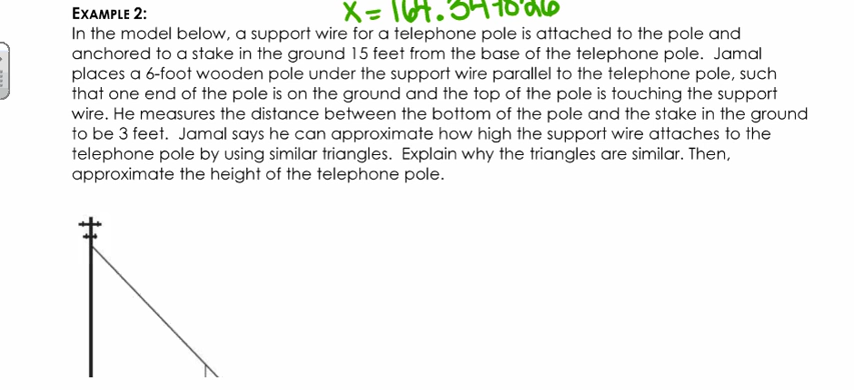 x = 164.347826
EXAMPLE 2:
In the model below, a support wire for a telephone pole is attached to the pole and
anchored to a stake in the ground 15 feet from the base of the telephone pole. Jamal
places a 6-foot wooden pole under the support wire parallel to the telephone pole, such
that one end of the pole is on the ground and the top of the pole is touching the support
wire. He measures the distance between the bottom of the pole and the stake in the ground
to be 3 feet. Jamal says he can approximate how high the support wire attaches to the
telephone pole by using similar triangles. Explain why the triangles are similar. Then,
approximate the height of the telephone pole.